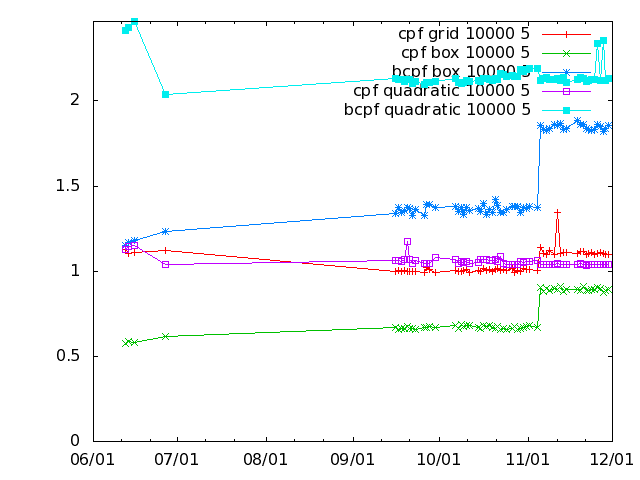 cpf grid 10000 5
cpf box 10000 5
bcpf box 10000 5
cpf quadratic 10000 5
bcpf quadratic 10000 5
2
1.5
1
0.5
0
06/01 07/01 08/01 09/01 10/01 11/01 12/01